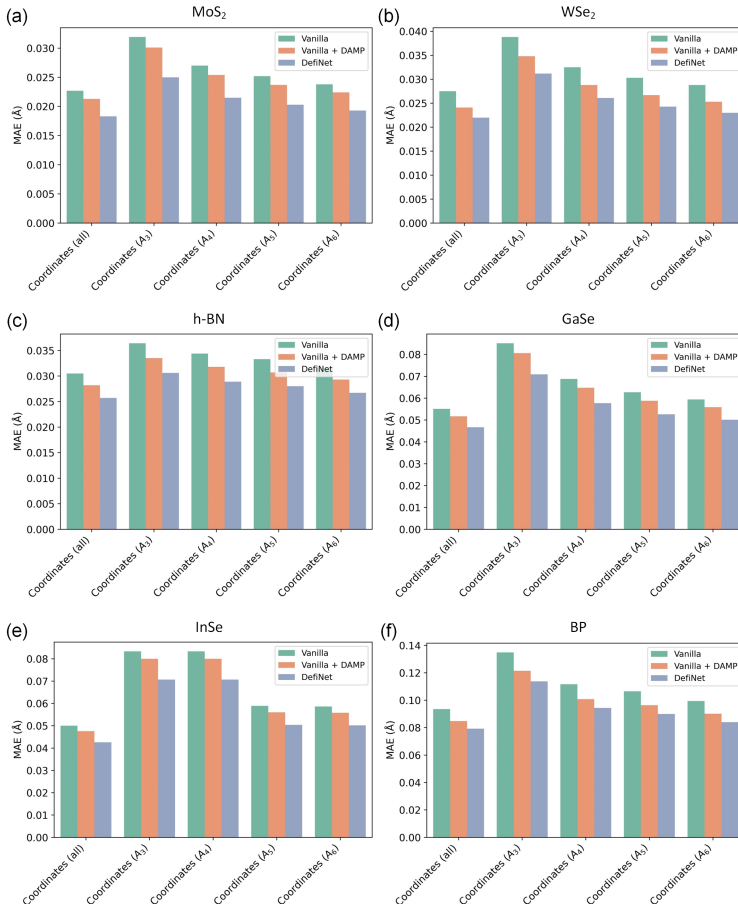 (a)
MoS₂
MAE (Å)
0.030
0.025
0.020
0.015
0.010
0.005
0.000
Vanilla
Vanilla + DAMP
DefiNet
Coordinates (all)
Coordinates (A₃)
Coordinates (A₄)
Coordinates (A₅)
Coordinates (A₆)
(b)
WSe₂
MAE (Å)
0.040
0.035
0.030
0.025
0.020
0.015
0.010
0.005
0.000
Vanilla
Vanilla + DAMP
DefiNet
Coordinates (all)
Coordinates (A₃)
Coordinates (A₄)
Coordinates (A₅)
Coordinates (A₆)
(c)
h-BN
MAE (Å)
0.035
0.030
0.025
0.020
0.015
0.010
0.005
0.000
Vanilla
Vanilla + DAMP
DefiNet
Coordinates (all)
Coordinates (A₃)
Coordinates (A₄)
Coordinates (A₅)
Coordinates (A₆)
(d)
GaSe
MAE (Å)
0.08
0.07
0.06
0.05
0.04
0.03
0.02
0.01
0.00
Vanilla
Vanilla + DAMP
DefiNet
Coordinates (all)
Coordinates (A₃)
Coordinates (A₄)
Coordinates (A₅)
Coordinates (A₆)
(e)
InSe
MAE (Å)
0.08
0.07
0.06
0.05
0.04
0.03
0.02
0.01
0.00
Vanilla
Vanilla + DAMP
DefiNet
Coordinates (all)
Coordinates (A₃)
Coordinates (A₄)
Coordinates (A₅)
Coordinates (A₆)
(f)
BP
MAE (Å)
0.14
0.12
0.10
0.08
0.06
0.04
0.02
0.00
Vanilla
Vanilla + DAMP
DefiNet
Coordinates (all)
Coordinates (A₃)
Coordinates (A₄)
Coordinates (A₅)
Coordinates (A₆)